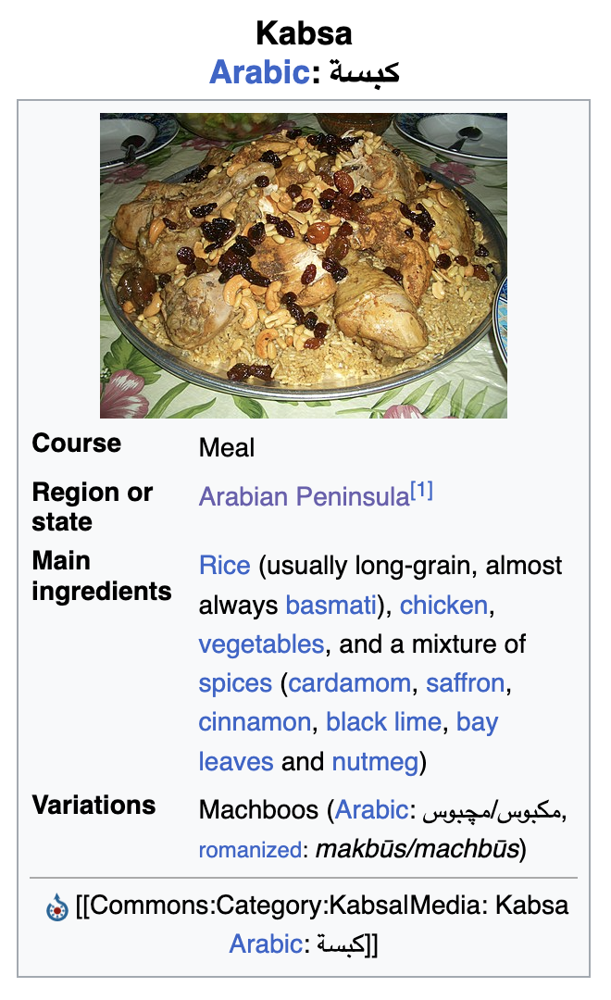 Kabsa
Arabic: كبسة
Course Meal
Region or state Arabian Peninsula[1]
Main ingredients Rice (usually long-grain, almost
always basmati), chicken,
vegetables, and a mixture of
spices (cardamom, saffron,
cinnamon, black lime, bay
leaves and nutmeg)
Variations Machboos (Arabic: مكبوس/مچبوس,
romanized: makbūs/machbūs)
[[Commons:Category:Kabsa|Media: Kabsa
Arabic: كبسة]]